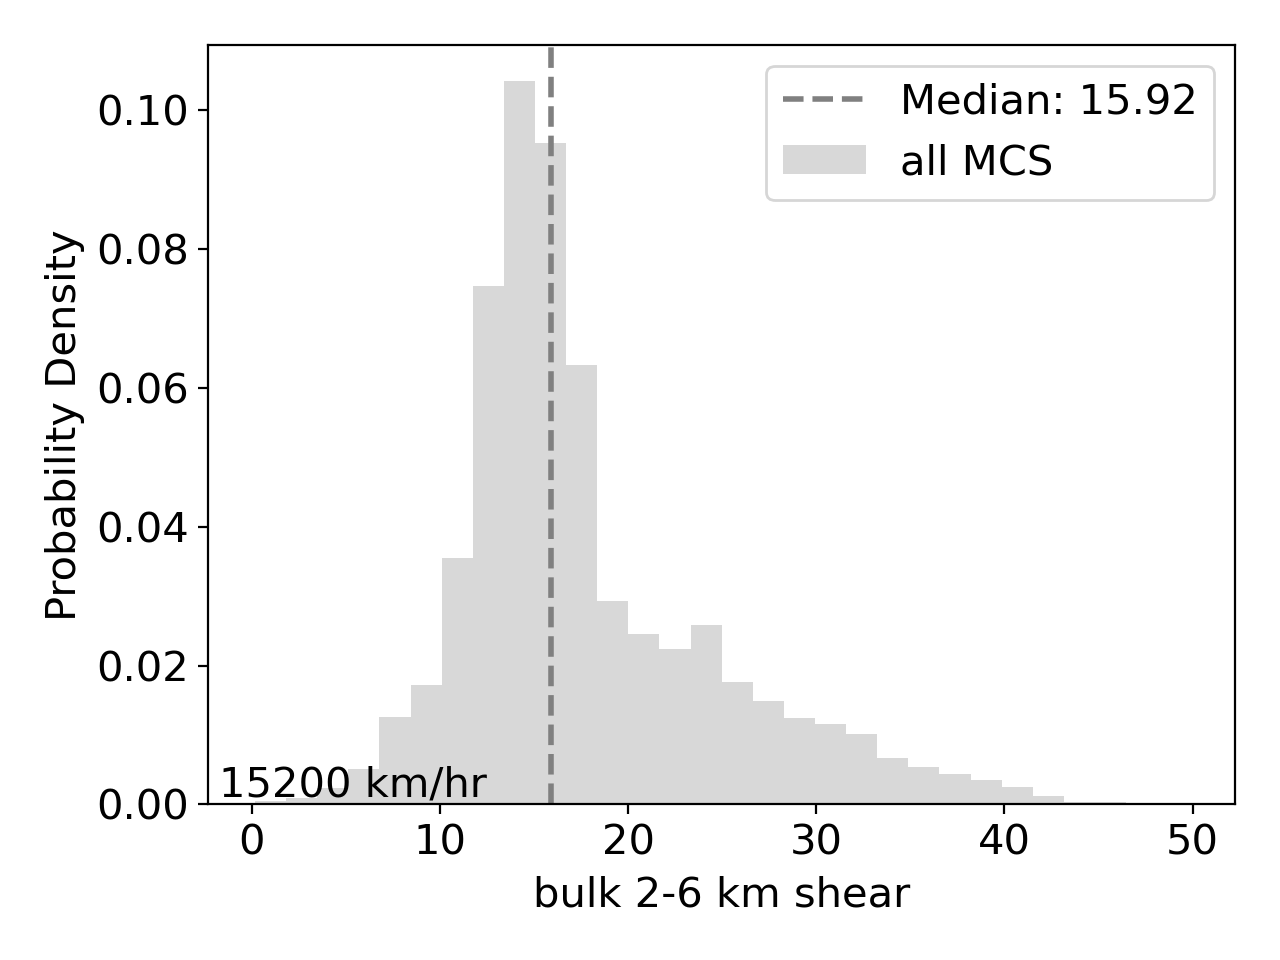 Median: 15.92
all MCS
0.10
0.08
0.06
0.04
0.02
0.00
Probability Density
15200 km/hr
0 10 20 30 40 50
bulk 2-6 km shear